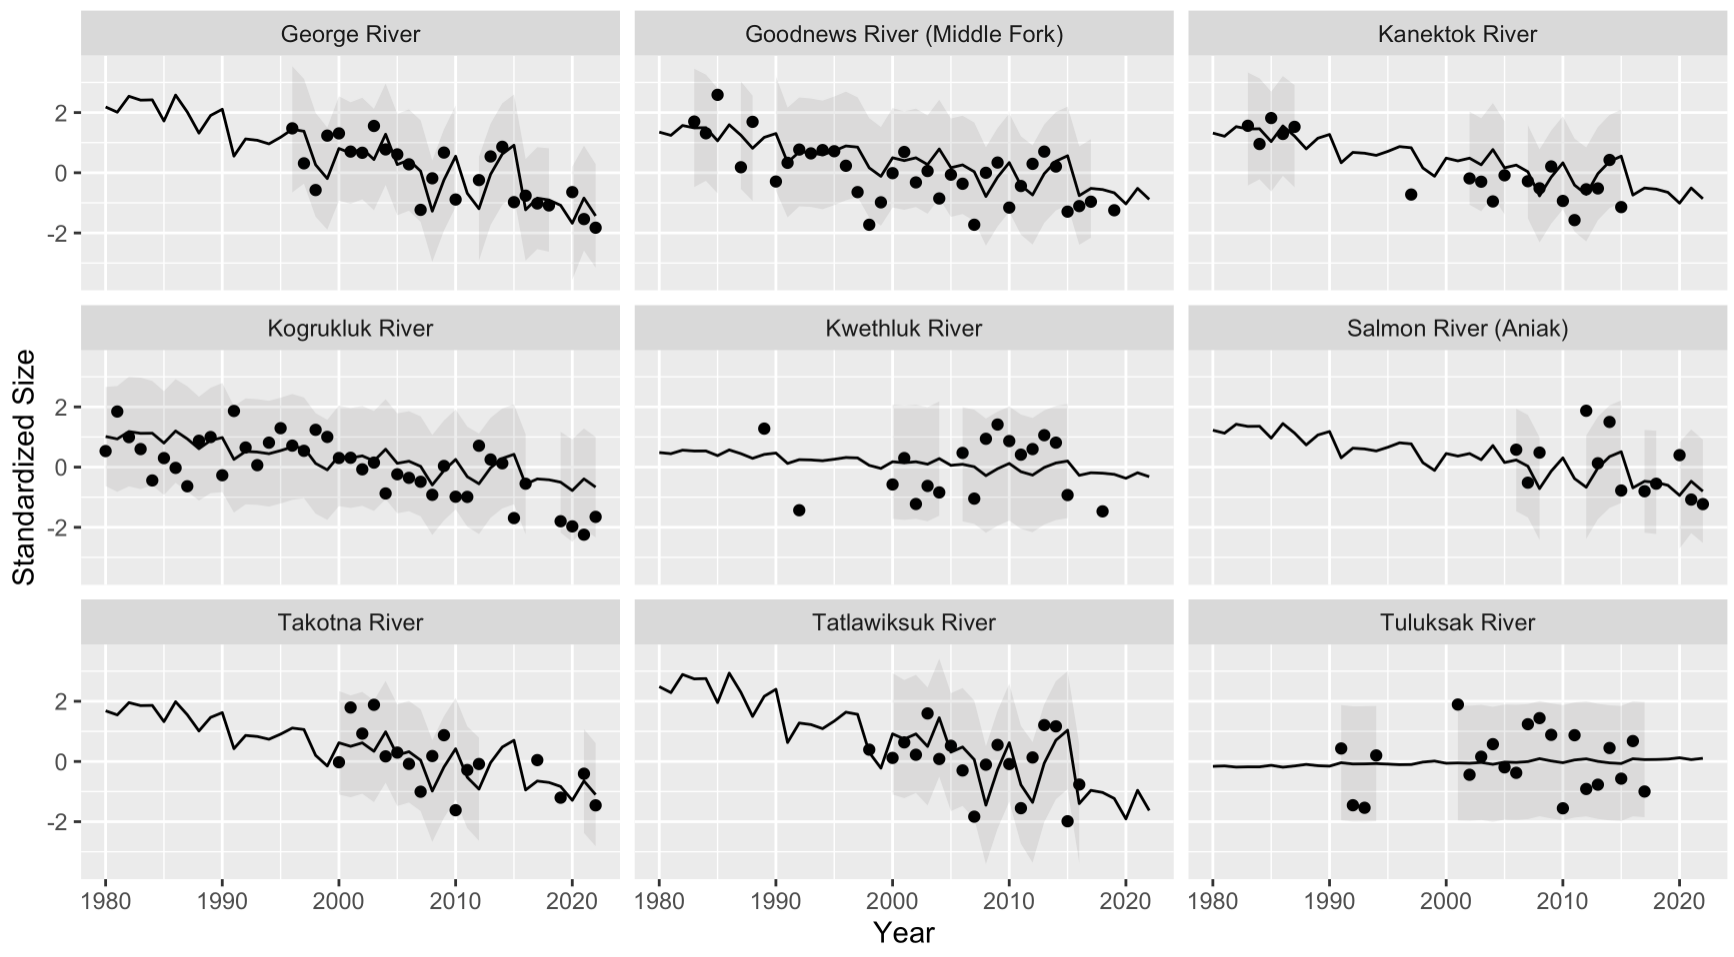 George River
Goodnews River (Middle Fork)
Kanektok River
2
0
-2
Kogrukluk River
Kwethluk River
Salmon River (Aniak)
Standardized Size
2
0
-2
Takotna River
Tatlawiksuk River
Tuluksak River
2
0
-2
1980 1990 2000 2010 2020
1980 1990 2000 2010 2020
1980 1990 2000 2010 2020
Year